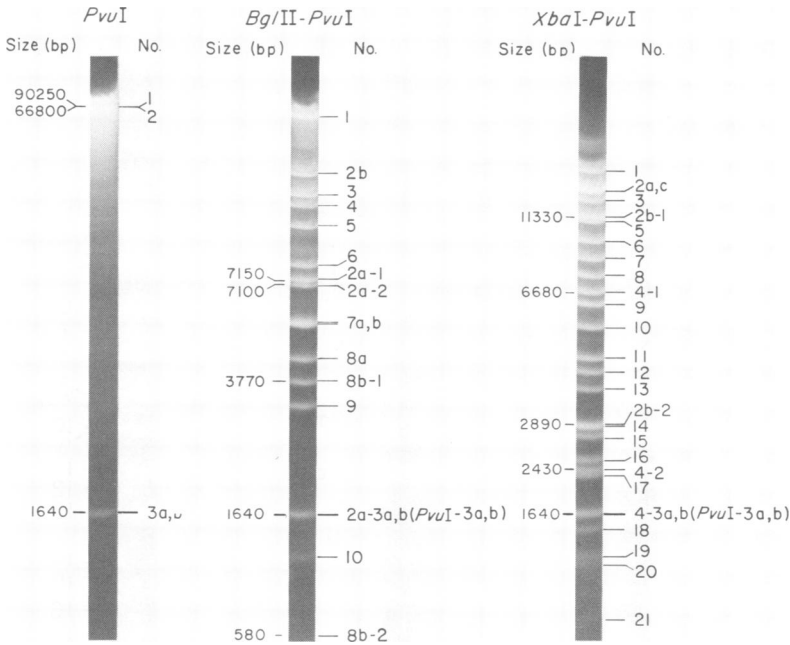 PvuI
BglII-PvuI
XbaI-PvuI
Size (bp) No.
Size (bp) No.
Size (bp) No.
90250 1
66800 2
1640 3a,
1
2b
3
4
5
6
7150 2a-1
7100 2a-2
7a,b
8a
3770 8b-1
9
1640 2a-3a,b(PvuI-3a,b)
10
580 8b-2
1
2a,c
3
11330 2b-1
5
6
7
8
6680 4-1
9
10
11
12
13
2890 2b-2
14
15
16
2430 4-2
17
1640 4-3a,b(PvuI-3a,b)
18
19
20
21